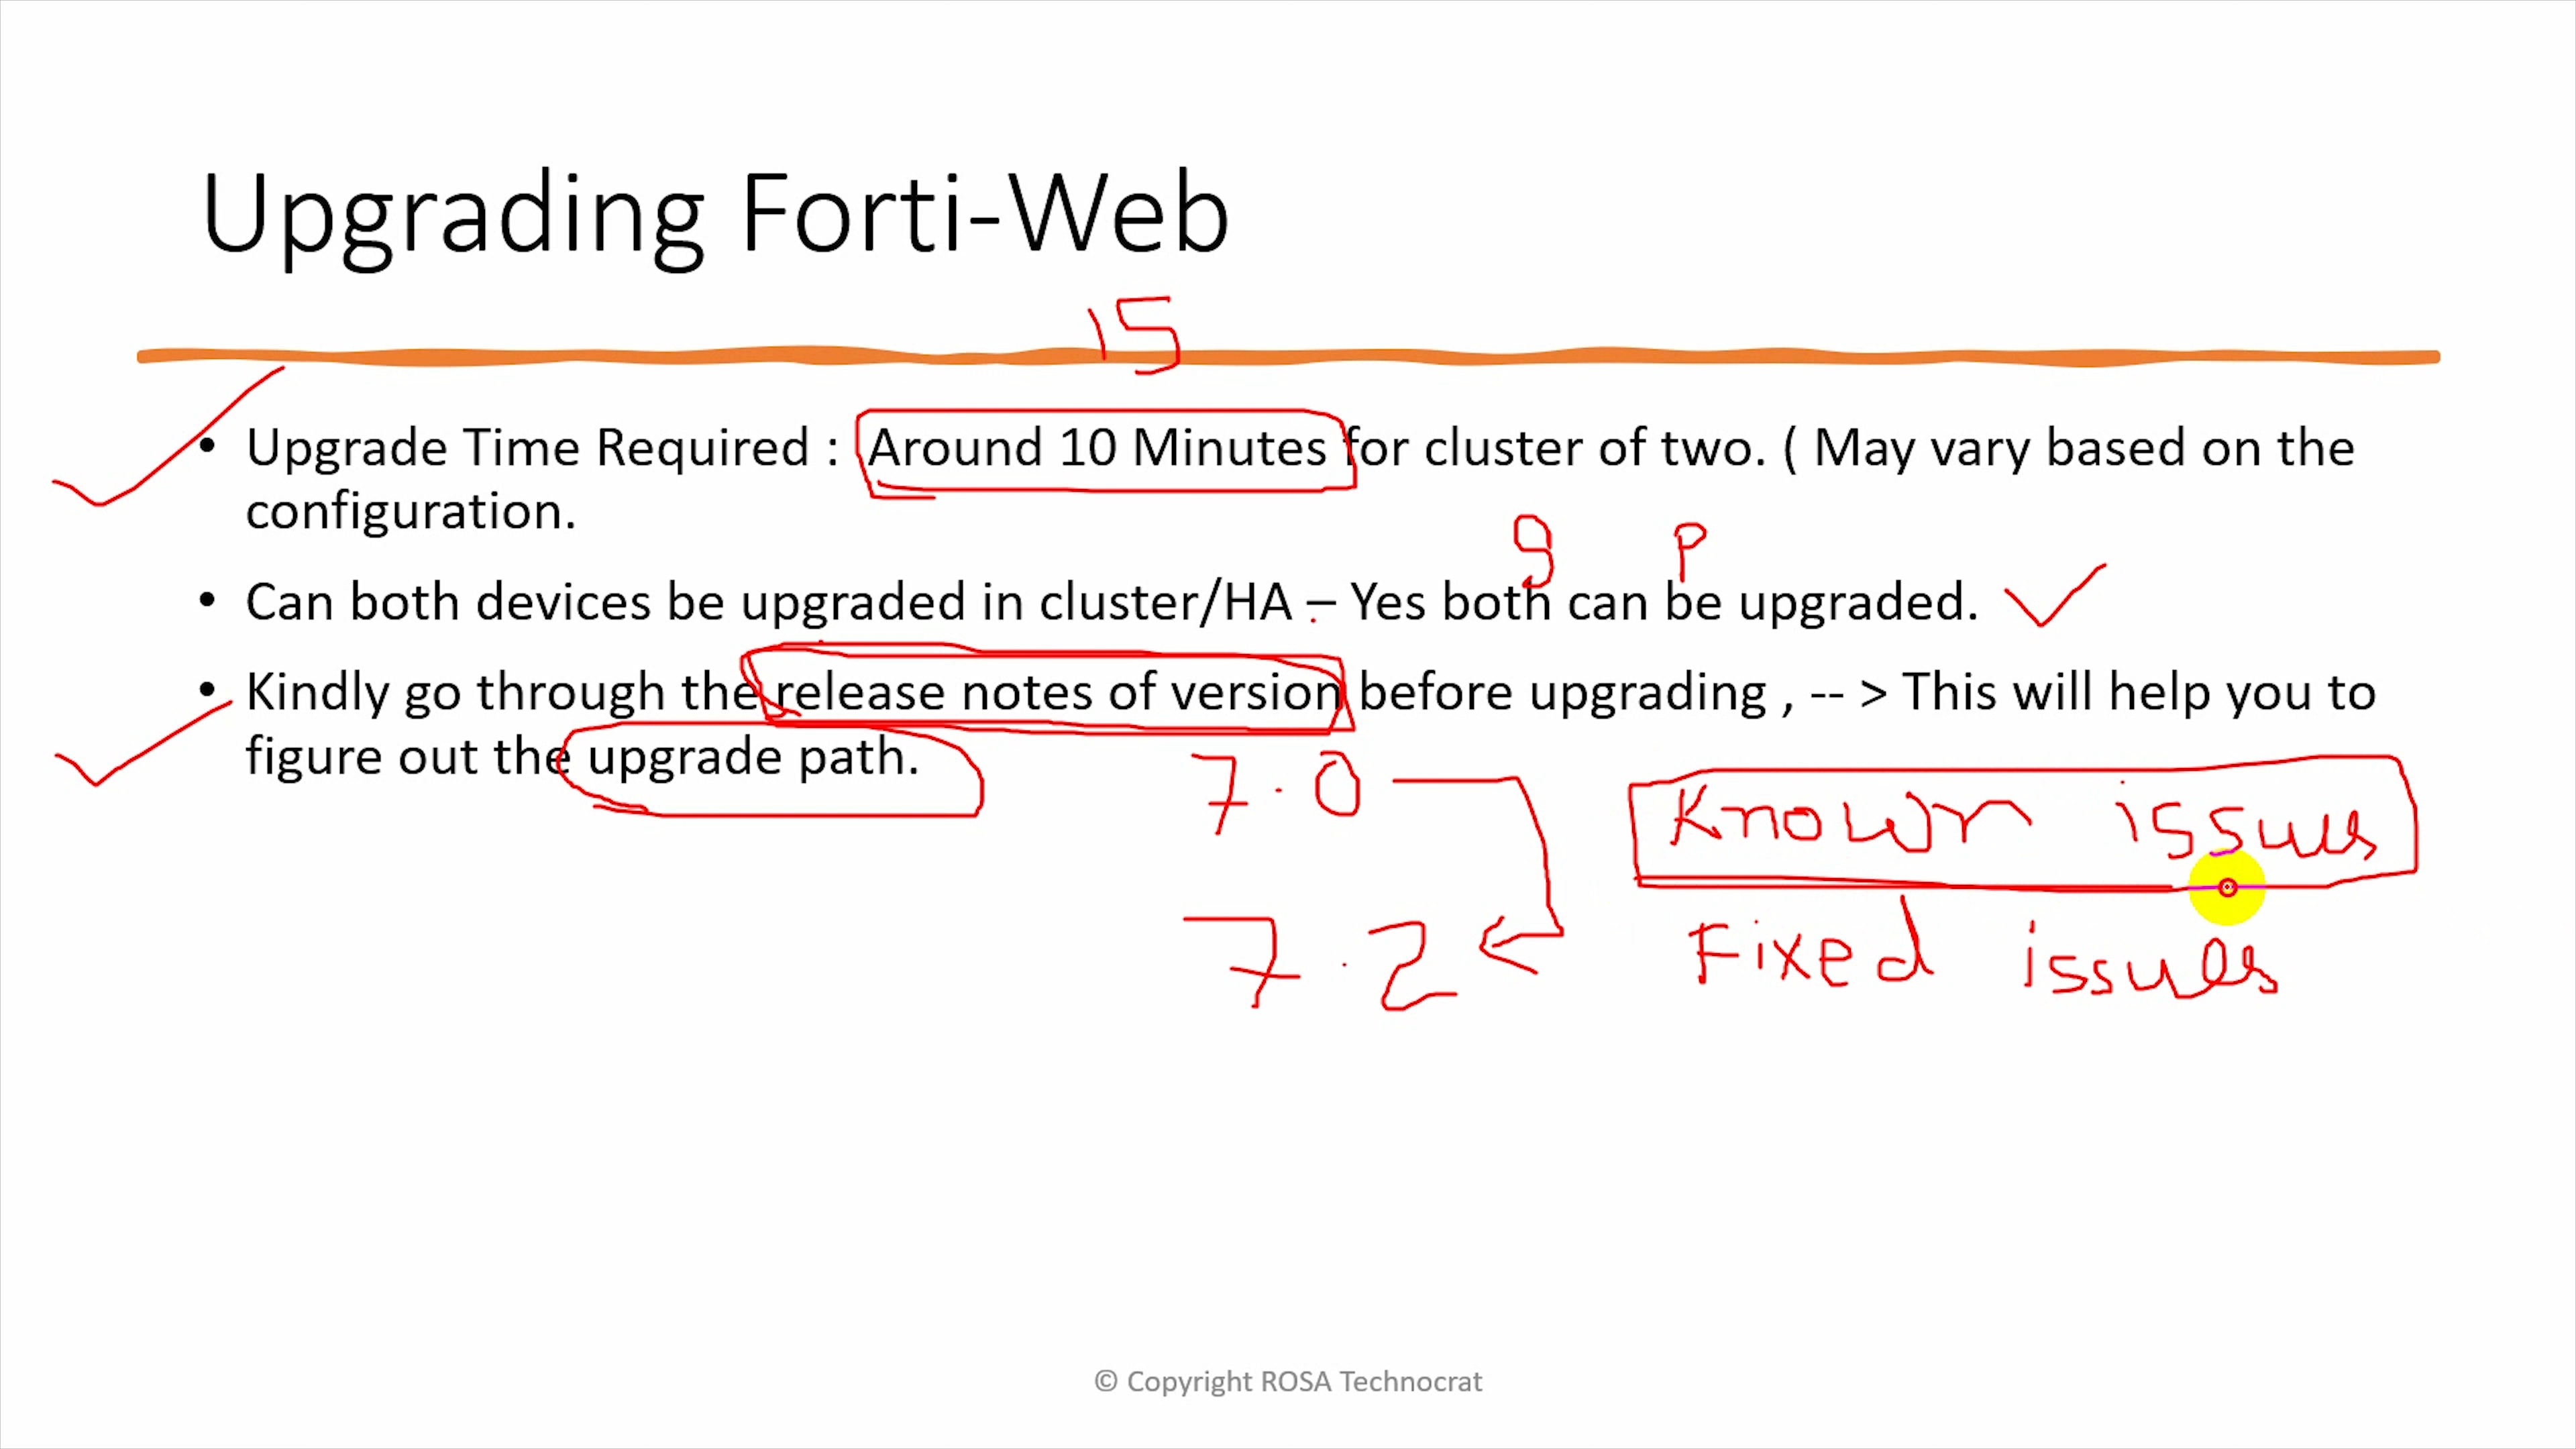 Upgrading Forti-Web
15
• Upgrade Time Required : Around 10 Minutes for cluster of two. ( May vary based on the
configuration.
S P
• Can both devices be upgraded in cluster/HA – Yes both can be upgraded.
• Kindly go through the release notes of version before upgrading , -- > This will help you to
figure out the upgrade path.
7.0 Known issues
7.2 Fixed issues
© Copyright ROSA Technocrat